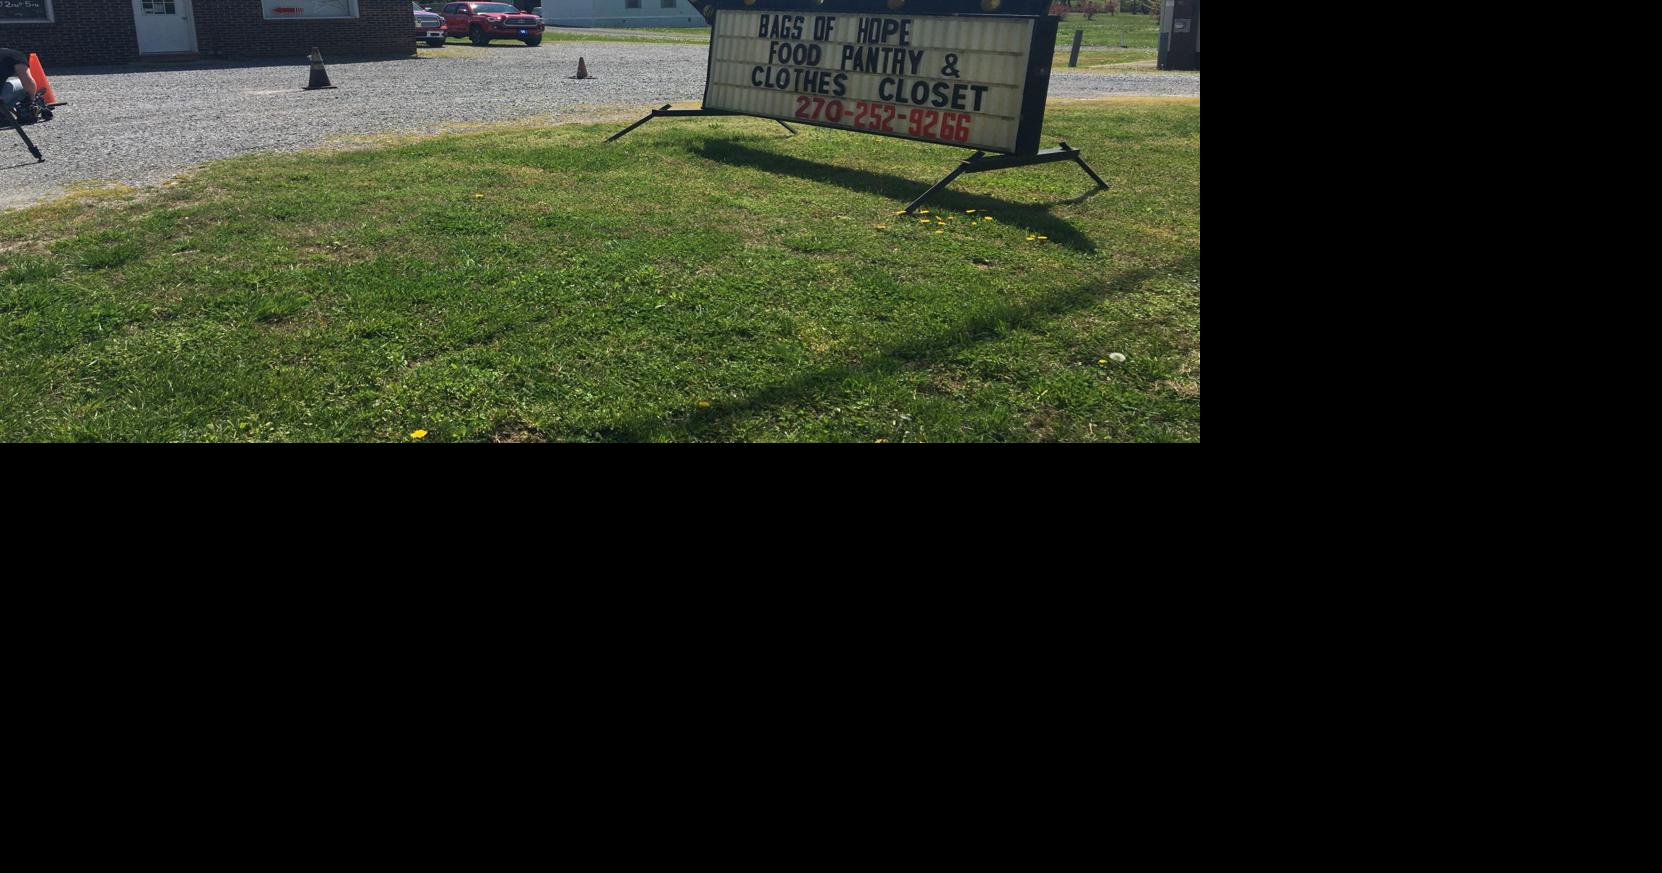 BAGS OF HOPE
FOOD PANTRY &
CLOTHES CLOSET
270-252-9266